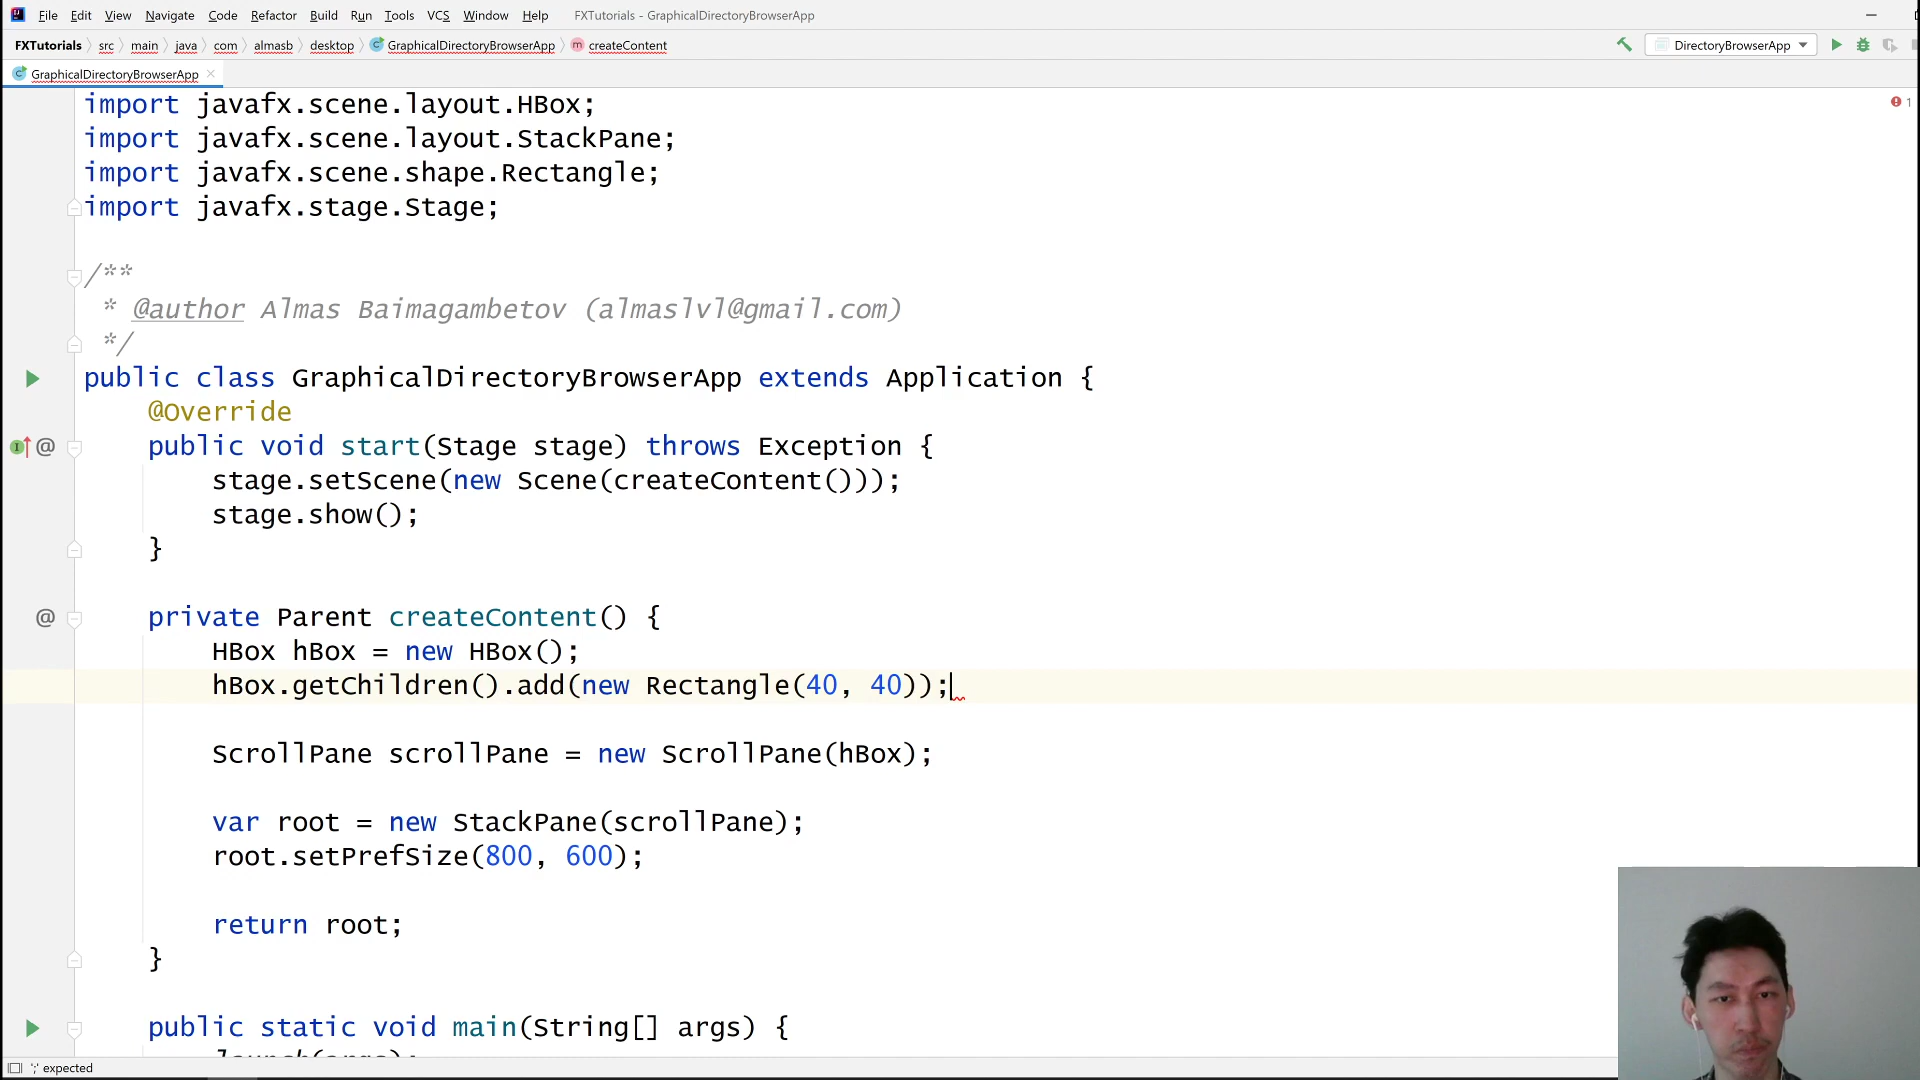 File Edit View Navigate Code Refactor Build Run Tools VCS Window Help FXTutorials - GraphicalDirectoryBrowserApp
FXTutorials src main java com almasb desktop GraphicalDirectoryBrowserApp createContent DirectoryBrowserApp
GraphicalDirectoryBrowserApp
import javafx.scene.layout.HBox;
1
import javafx.scene.layout.StackPane;
import javafx.scene.shape.Rectangle;
import javafx.stage.Stage;
/**
* @author Almas Baimagambetov (almaslvl@gmail.com)
*/
public class GraphicalDirectoryBrowserApp extends Application {
@Override
public void start(Stage stage) throws Exception {
stage.setScene(new Scene(createContent()));
stage.show();
}
private Parent createContent() {
HBox hBox = new HBox();
hBox.getChildren().add(new Rectangle(40, 40));
ScrollPane scrollPane = new ScrollPane(hBox);
var root = new StackPane(scrollPane);
root.setPrefSize(800, 600);
return root;
}
public static void main(String[] args) {
launch(args);
';' expected